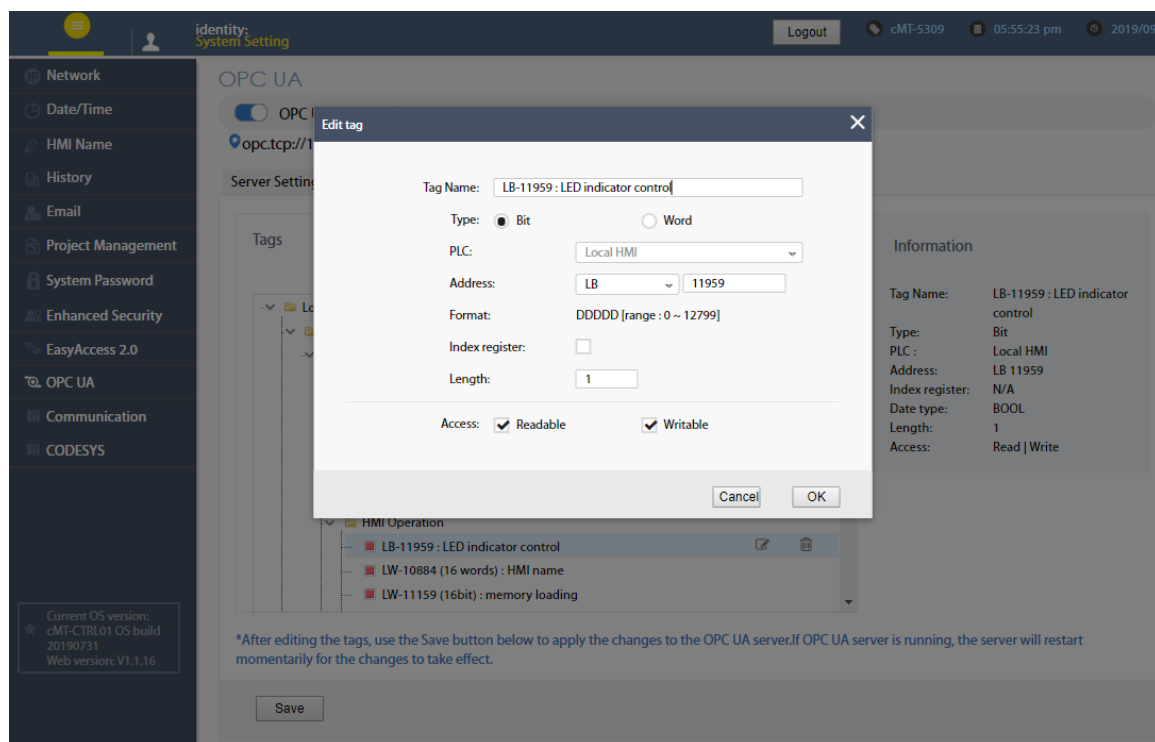 identity:
System Setting
Logout
cMT-5309
05:55:23 pm
2019/09
Network
Date/Time
HMI Name
History
Email
Project Management
System Password
Enhanced Security
EasyAccess 2.0
OPC UA
Communication
CODESYS
Current OS version:
cMT-CTRL01 OS build
20190731
Web version: V1.1.16
OPC UA
OPC
opc.tcp://1
Server Setting
Tags
Edit tag
Tag Name: LB-11959 : LED indicator control
Type: Bit Word
PLC: Local HMI
Address: LB 11959
Format: DDDDD [range : 0 ~ 12799]
Index register:
Length: 1
Access: Readable Writable
Cancel OK
Lo
HMI Operation
LB-11959 : LED indicator control
LW-10884 (16 words) : HMI name
LW-11159 (16bit) : memory loading
Information
Tag Name: LB-11959 : LED indicator
control
Type: Bit
PLC : Local HMI
Address: LB 11959
Index register: N/A
Date type: BOOL
Length: 1
Access: Read | Write
*After editing the tags, use the Save button below to apply the changes to the OPC UA server.If OPC UA server is running, the server will restart
momentarily for the changes to take effect.
Save